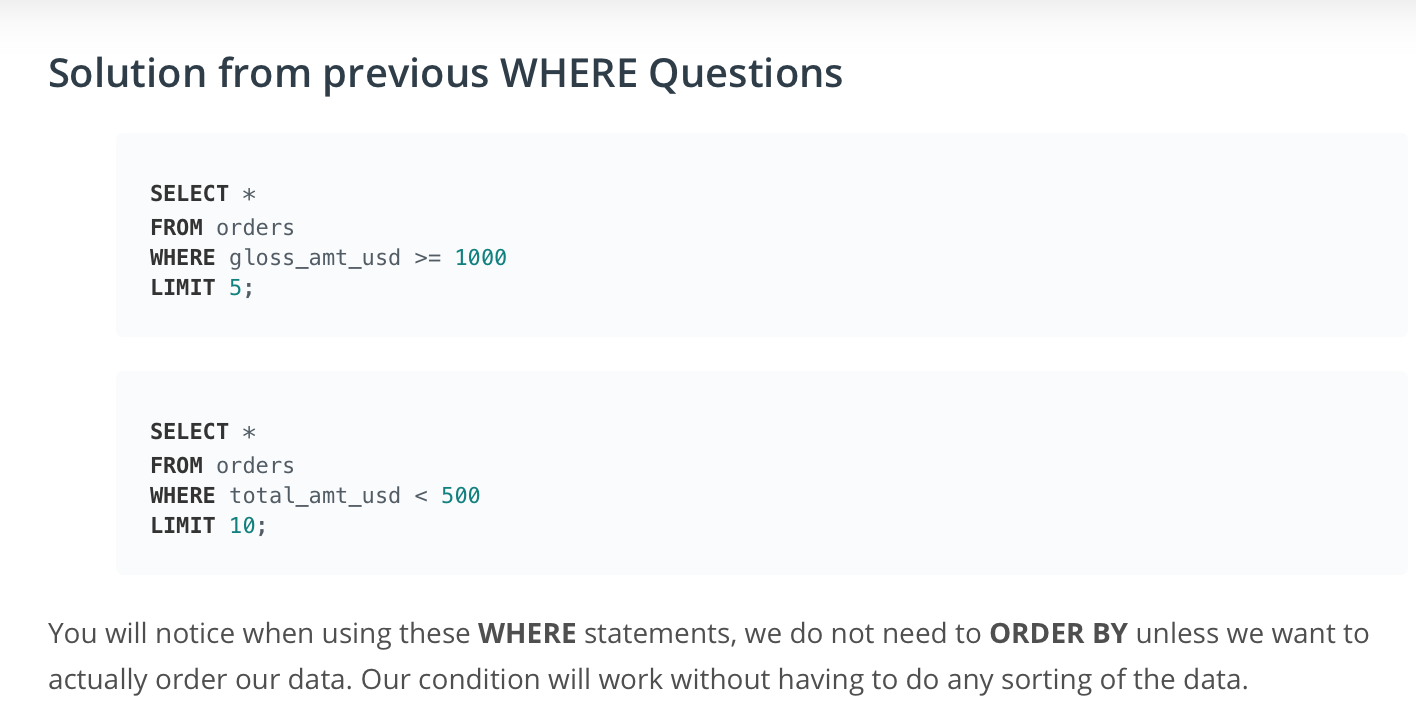 Solution from previous WHERE Questions
SELECT *
FROM orders
WHERE gloss_amt_usd >= 1000
LIMIT 5;
SELECT *
FROM orders
WHERE total_amt_usd < 500
LIMIT 10;
You will notice when using these WHERE statements, we do not need to ORDER BY unless we want to
actually order our data. Our condition will work without having to do any sorting of the data.